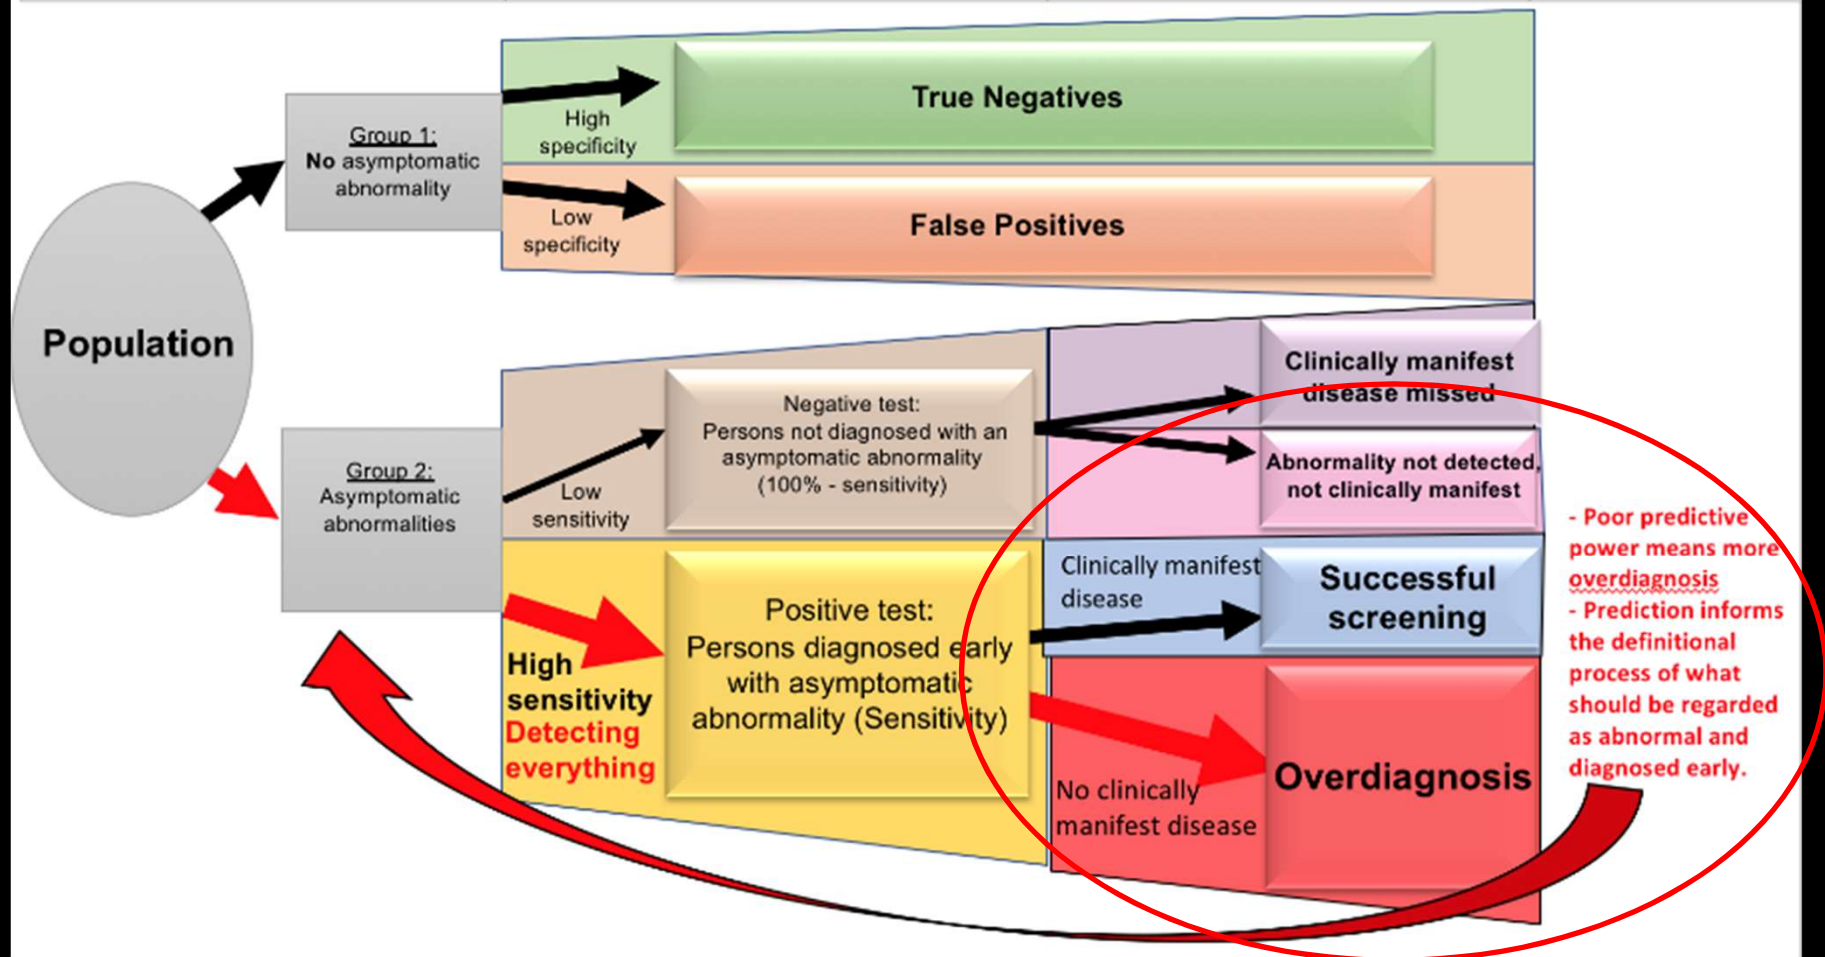 Population
Group 1:
No asymptomatic
abnormality
High
specificity
True Negatives
Low
specificity
False Positives
Group 2:
Asymptomatic
abnormalities
Low
sensitivity
Negative test:
Persons not diagnosed with an
asymptomatic abnormality
(100% - sensitivity)
Clinically manifest
disease missed
Abnormality not detected,
not clinically manifest
High
sensitivity
Detecting
everything
Positive test:
Persons diagnosed early
with asymptomatic
abnormality (Sensitivity)
Clinically manifest
disease
Successful
screening
No clinically
manifest disease
Overdiagnosis
- Poor predictive
power means more
overdiagnosis
- Prediction informs
the definitional
process of what
should be regarded
as abnormal and
diagnosed early.